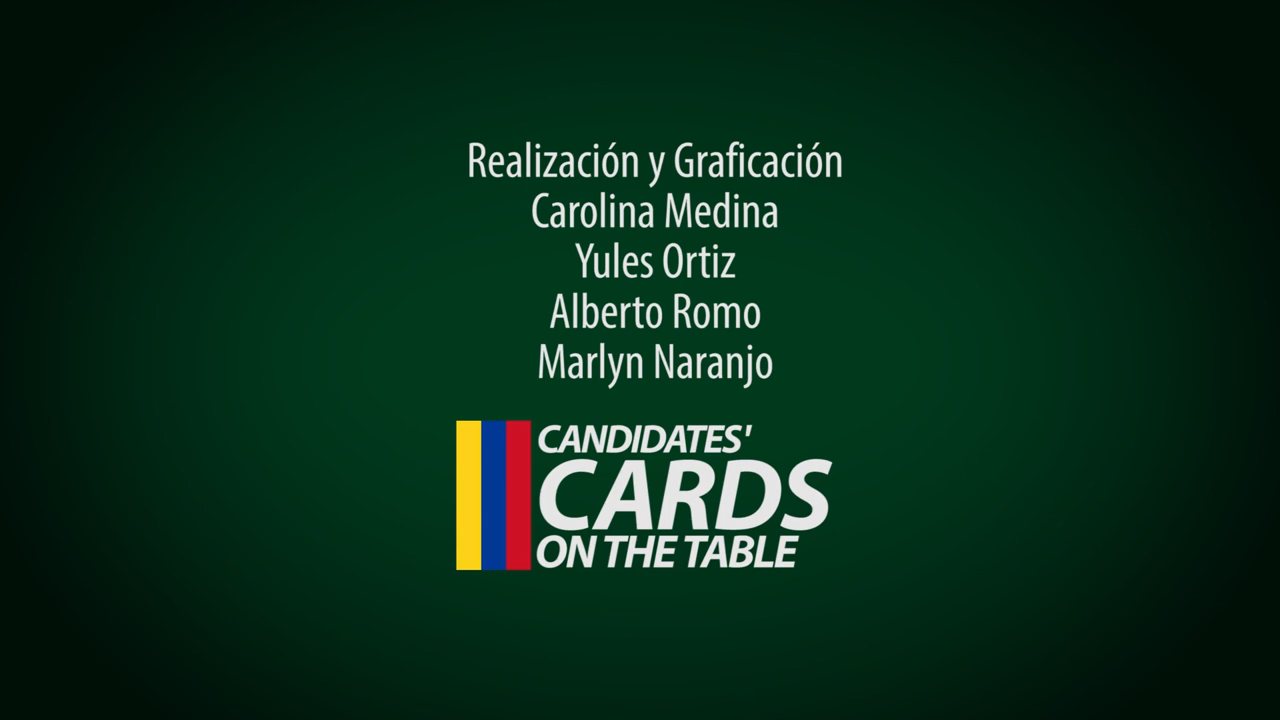 Realización y Graficación
Carolina Medina
Yules Ortiz
Alberto Romo
Marlyn Naranjo
CANDIDATES'
CARDS
ON THE TABLE